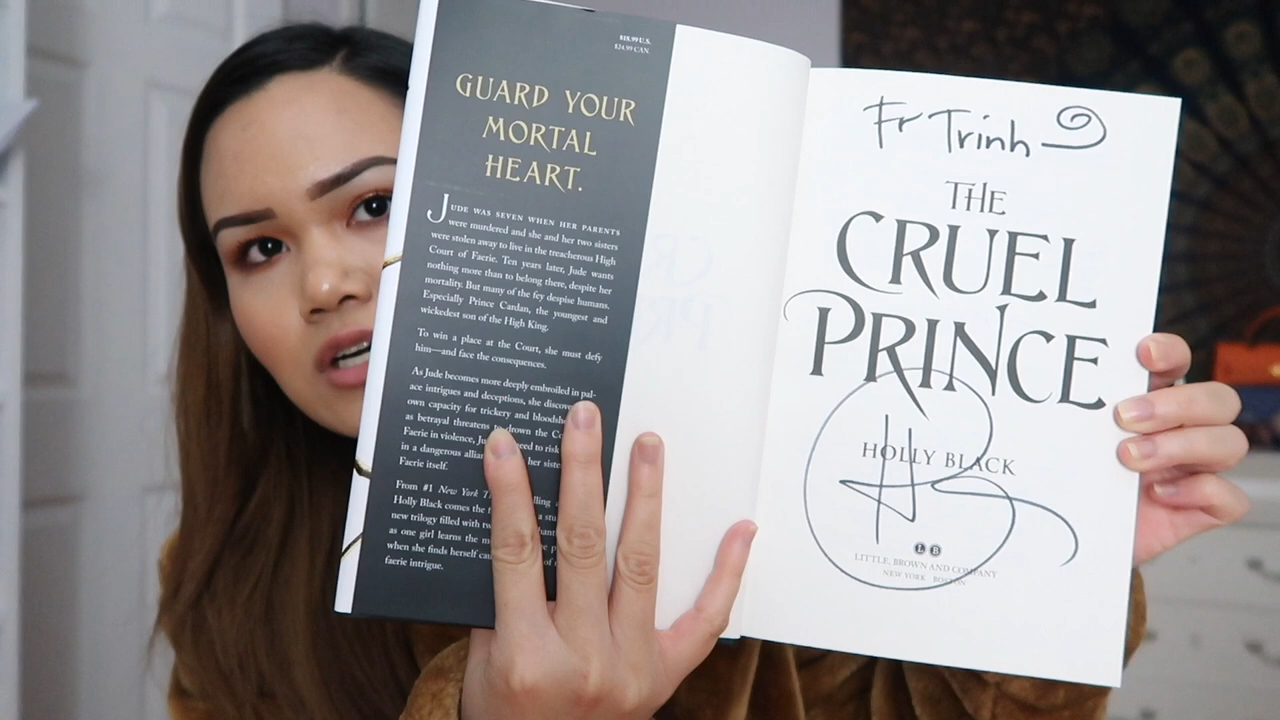 $18.99 U.S.
$24.99 CAN.
GUARD YOUR
MORTAL
HEART.
JUDE WAS SEVEN WHEN HER PARENTS
were murdered and she and her two sisters
were stolen away to live in the treacherous High
Court of Faerie. Ten years later, Jude wants
nothing more than to belong there, despite her
mortality. But many of the fey despise humans.
Especially Prince Cardan, the youngest and
wickedest son of the High King.
To win a place at the Court, she must defy
him—and face the consequences.
As Jude becomes more deeply embroiled in pal-
ace intrigues and deceptions, she
own capacity for trickery and
as betrayal threatens to drown the
Faerie in violence, need to risk
in a dangerous her
Faerie itself.
From #1 New York
Holly Black comes the
new trilogy filled with
as one girl learns the
when she finds herself of
faerie intrigue.
Fr Trinh
THE
CRUEL
PRINCE
HOLLY BLACK
L B
LITTLE, BROWN AND COMPANY
NEW YORK BOSTON